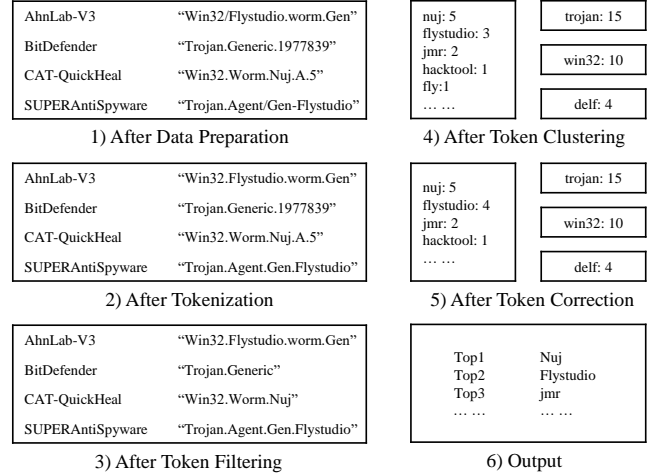 AhnLab-V3 “Win32/Flystudio.worm.Gen”
BitDefender “Trojan.Generic.1977839”
CAT-QuickHeal “Win32.Worm.Nuj.A.5”
SUPERAntiSpyware “Trojan.Agent/Gen-Flystudio”
1) After Data Preparation
AhnLab-V3 “Win32.Flystudio.worm.Gen”
BitDefender “Trojan.Generic.1977839”
CAT-QuickHeal “Win32.Worm.Nuj.A.5”
SUPERAntiSpyware “Trojan.Agent.Gen.Flystudio”
2) After Tokenization
AhnLab-V3 “Win32.Flystudio.worm.Gen”
BitDefender “Trojan.Generic”
CAT-QuickHeal “Win32.Worm.Nuj”
SUPERAntiSpyware “Trojan.Agent.Gen.Flystudio”
3) After Token Filtering
nuj: 5
flystudio: 3
jmr: 2
hacktool: 1
fly:1
… …
trojan: 15
win32: 10
delf: 4
4) After Token Clustering
nuj: 5
flystudio: 4
jmr: 2
hacktool: 1
… …
trojan: 15
win32: 10
delf: 4
5) After Token Correction
Top1 Nuj
Top2 Flystudio
Top3 jmr
… … … …
6) Output